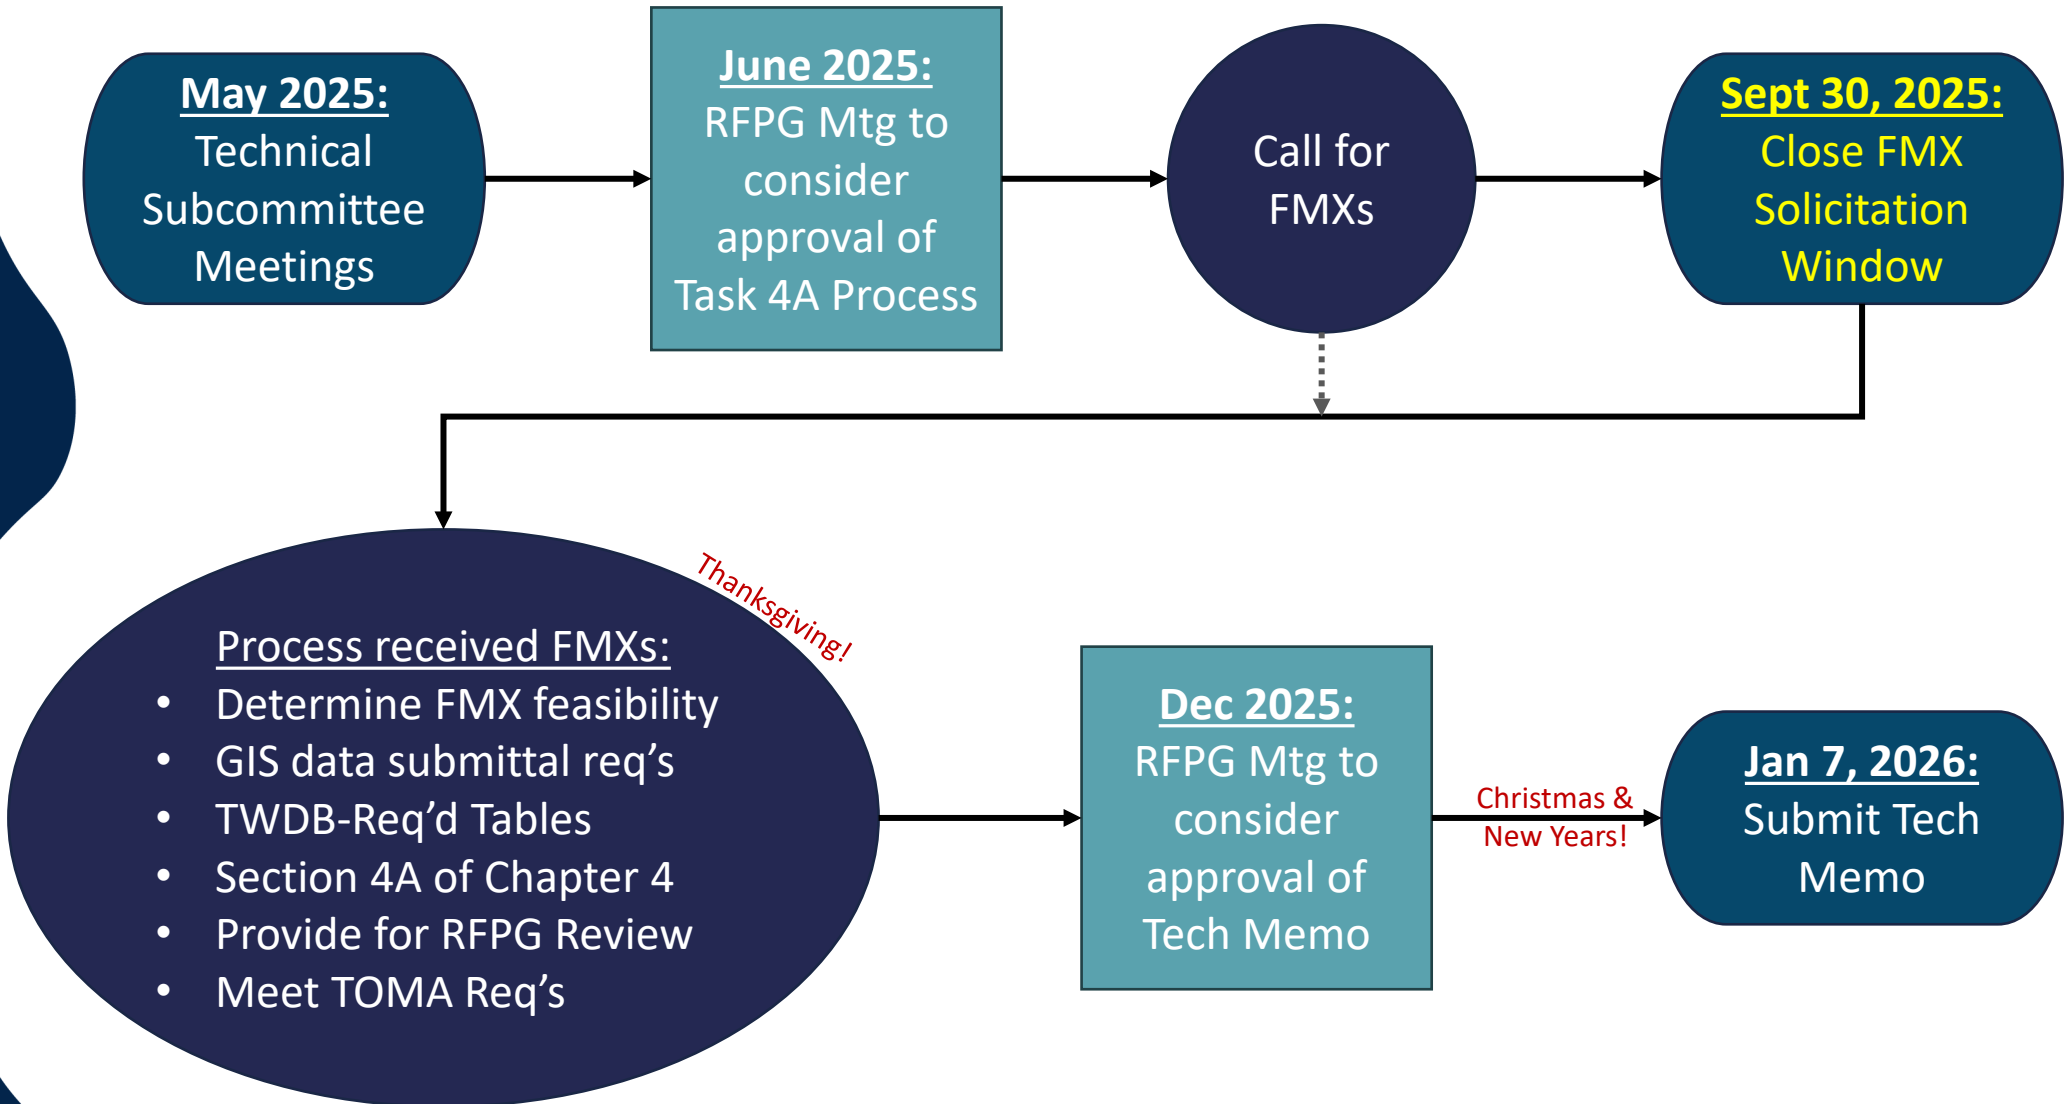 May 2025:
Technical
Subcommittee
Meetings
June 2025:
RFPG Mtg to
consider
approval of
Task 4A Process
Call for
FMXs
Sept 30, 2025:
Close FMX
Solicitation
Window
Thanksgiving!
Process received FMXs:
• Determine FMX feasibility
• GIS data submittal req’s
• TWDB-Req’d Tables
• Section 4A of Chapter 4
• Provide for RFPG Review
• Meet TOMA Req’s
Dec 2025:
RFPG Mtg to
consider
approval of
Tech Memo
Christmas &
New Years!
Jan 7, 2026:
Submit Tech
Memo